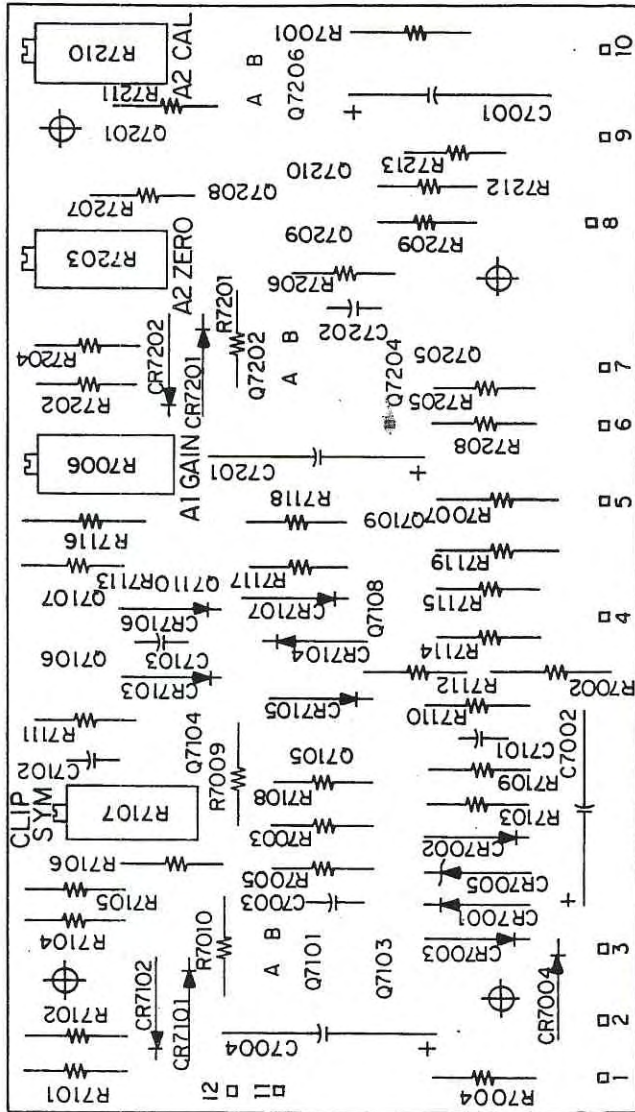 R7210
A2 CAL
R7211
Q7201
R7001
A B
Q7206
C7001
+
10
9
R7207
Q7208
Q7210
R7213
R7212
R7203
A2 ZERO
Q7209
R7209
8
R7206
C7202
R7201
R7204
CR7202
R7202
CR7201
Q7202
A B
Q7204
Q7205
R7205
R7208
7
6
R7006
A1 GAIN
C7201
+
R7116
R7118
Q7109
R7007
5
R7113
Q7110
R7117
R7119
Q7107
CR7106
CR7107
R7115
C7103
CR7104
Q7108
R7114
4
Q7106
CR7103
R7112
R7002
CR7105
R7110
R7111
Q7104
R7009
C7102
Q7105
C7101
C7002
+
CLIP
SYM
R7107
R7108
R7109
R7003
R7103
R7106
CR7002
R7105
R7005
C7003
CR7005
CR7001
R7104
R7010
A B
Q7101
Q7103
CR7003
CR7004
3
R7102
CR7102
CR7101
C7004
+
2
R7101
12
11
R7004
1